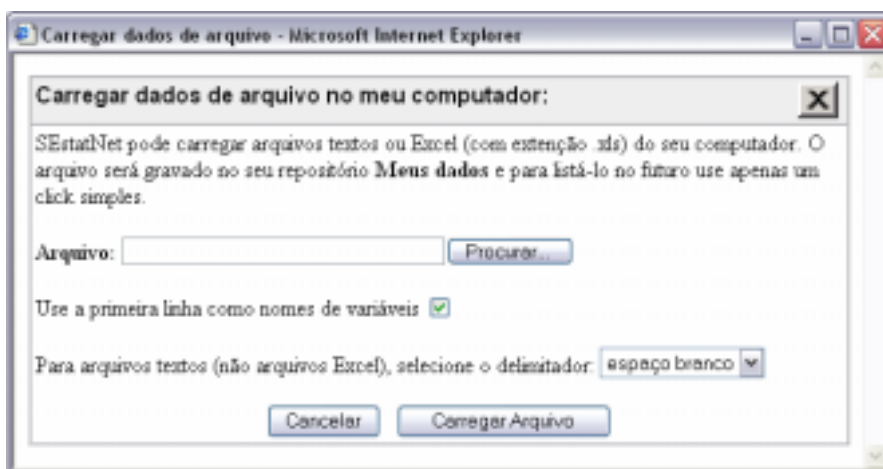 Carregar dados de arquivo - Microsoft Internet Explorer
Carregar dados de arquivo no meu computador:
SEstatNet pode carregar arquivos textos ou Excel (com extenção .xls) do seu computador. O
arquivo será gravado no seu repositório Meus dados e para listá-lo no futuro use apenas um
click simples.
Arquivo: Procurar...
Use a primeira linha como nomes de variáveis
Para arquivos textos (não arquivos Excel), selecione o delimitador: espaço branco
Cancelar Carregar Arquivo